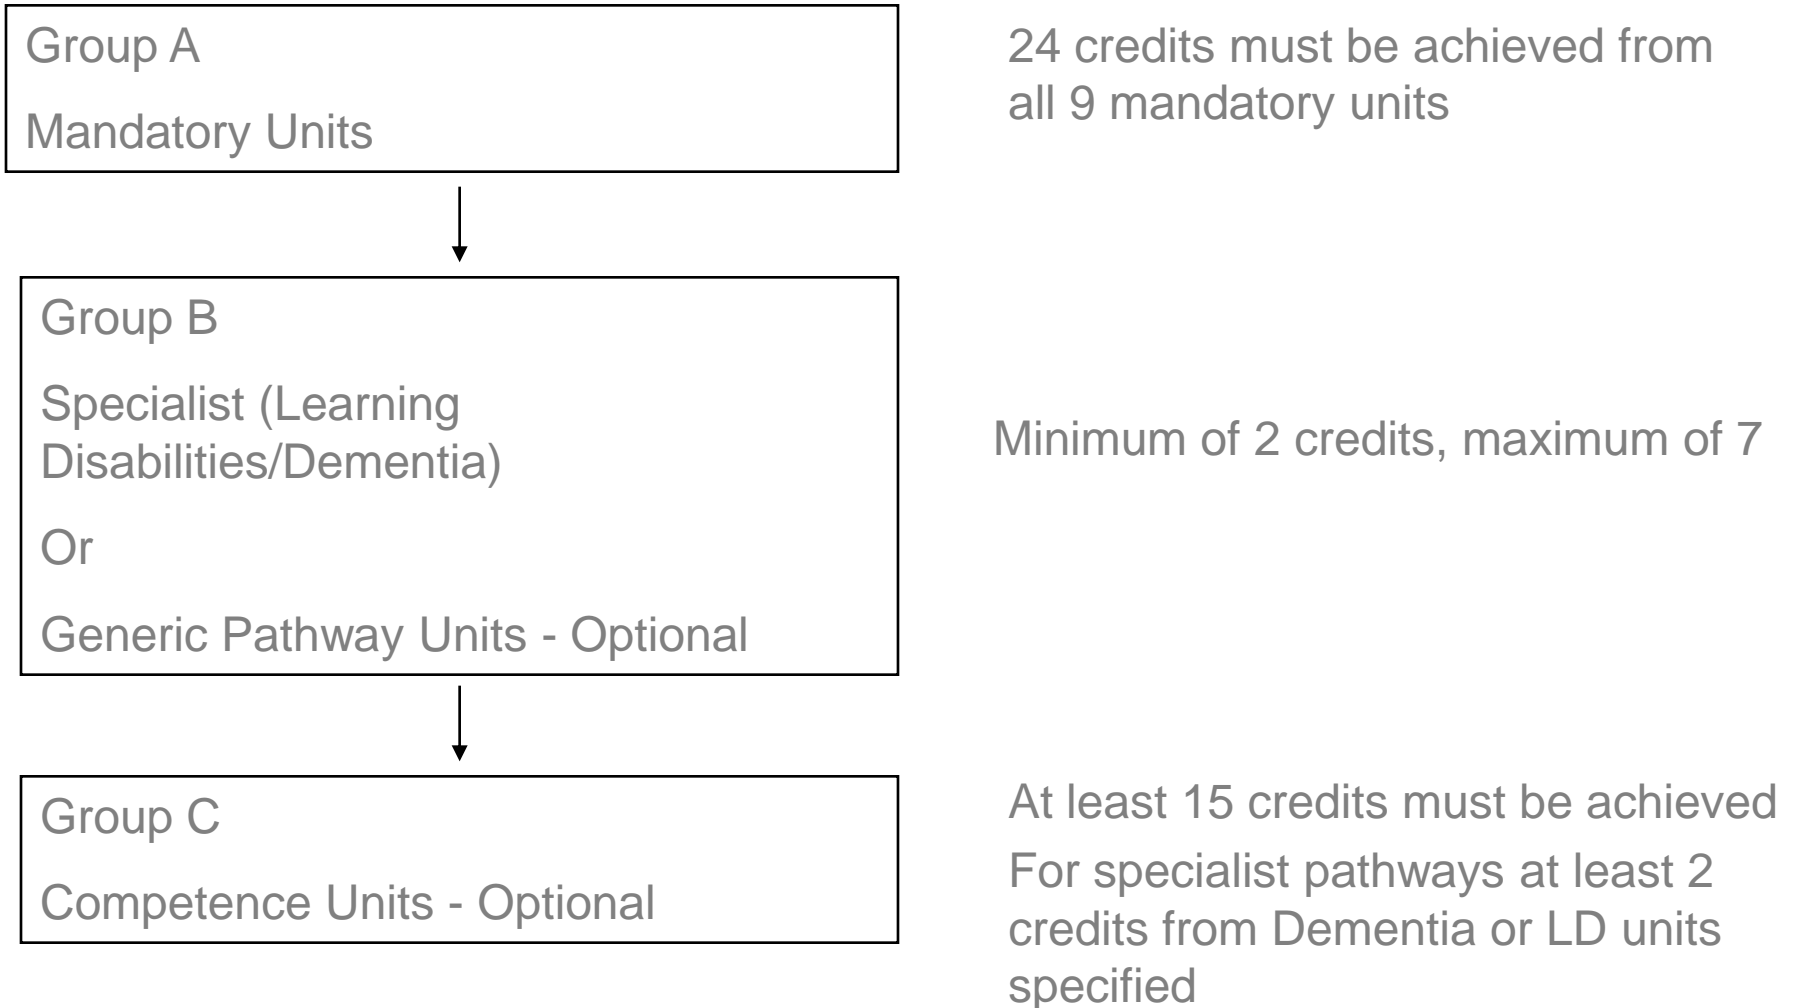 Group A
Mandatory Units
24 credits must be achieved from
all 9 mandatory units
Group B
Specialist (Learning
Disabilities/Dementia)
Or
Generic Pathway Units - Optional
Minimum of 2 credits, maximum of 7
Group C
Competence Units - Optional
At least 15 credits must be achieved
For specialist pathways at least 2
credits from Dementia or LD units
specified